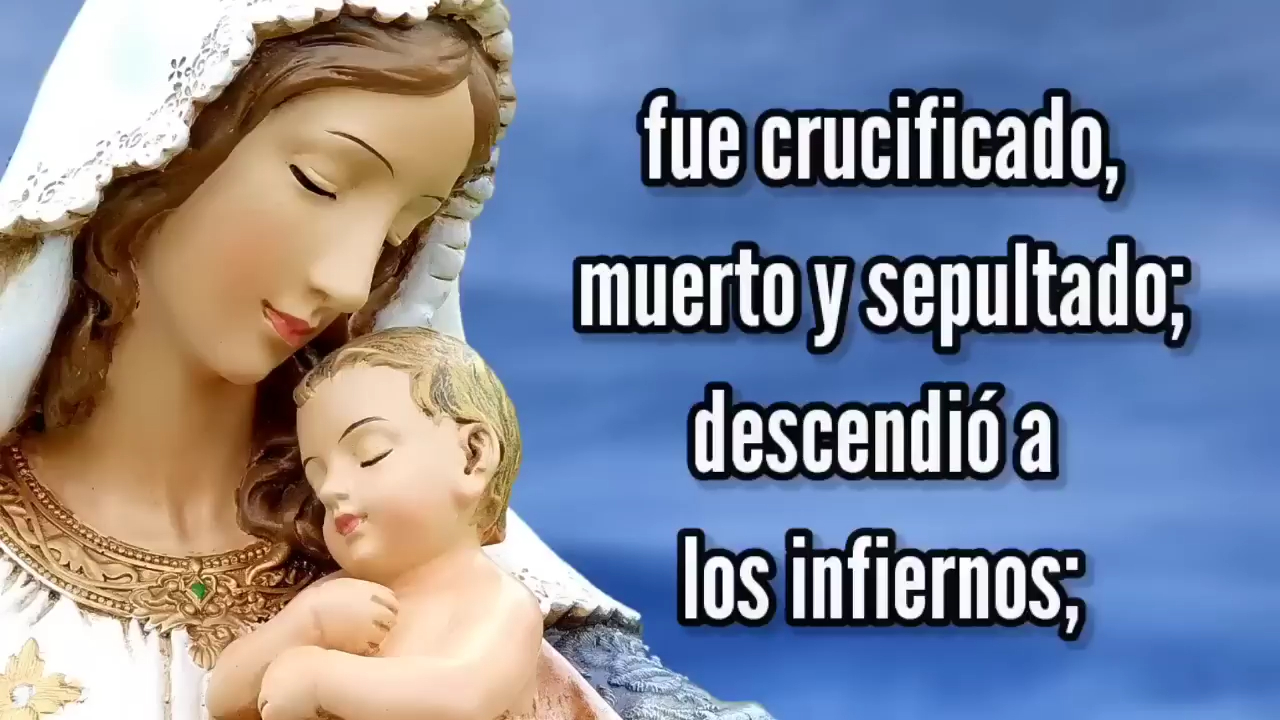 fue crucificado,
muerto y sepultado;
descendió a
los infiernos;